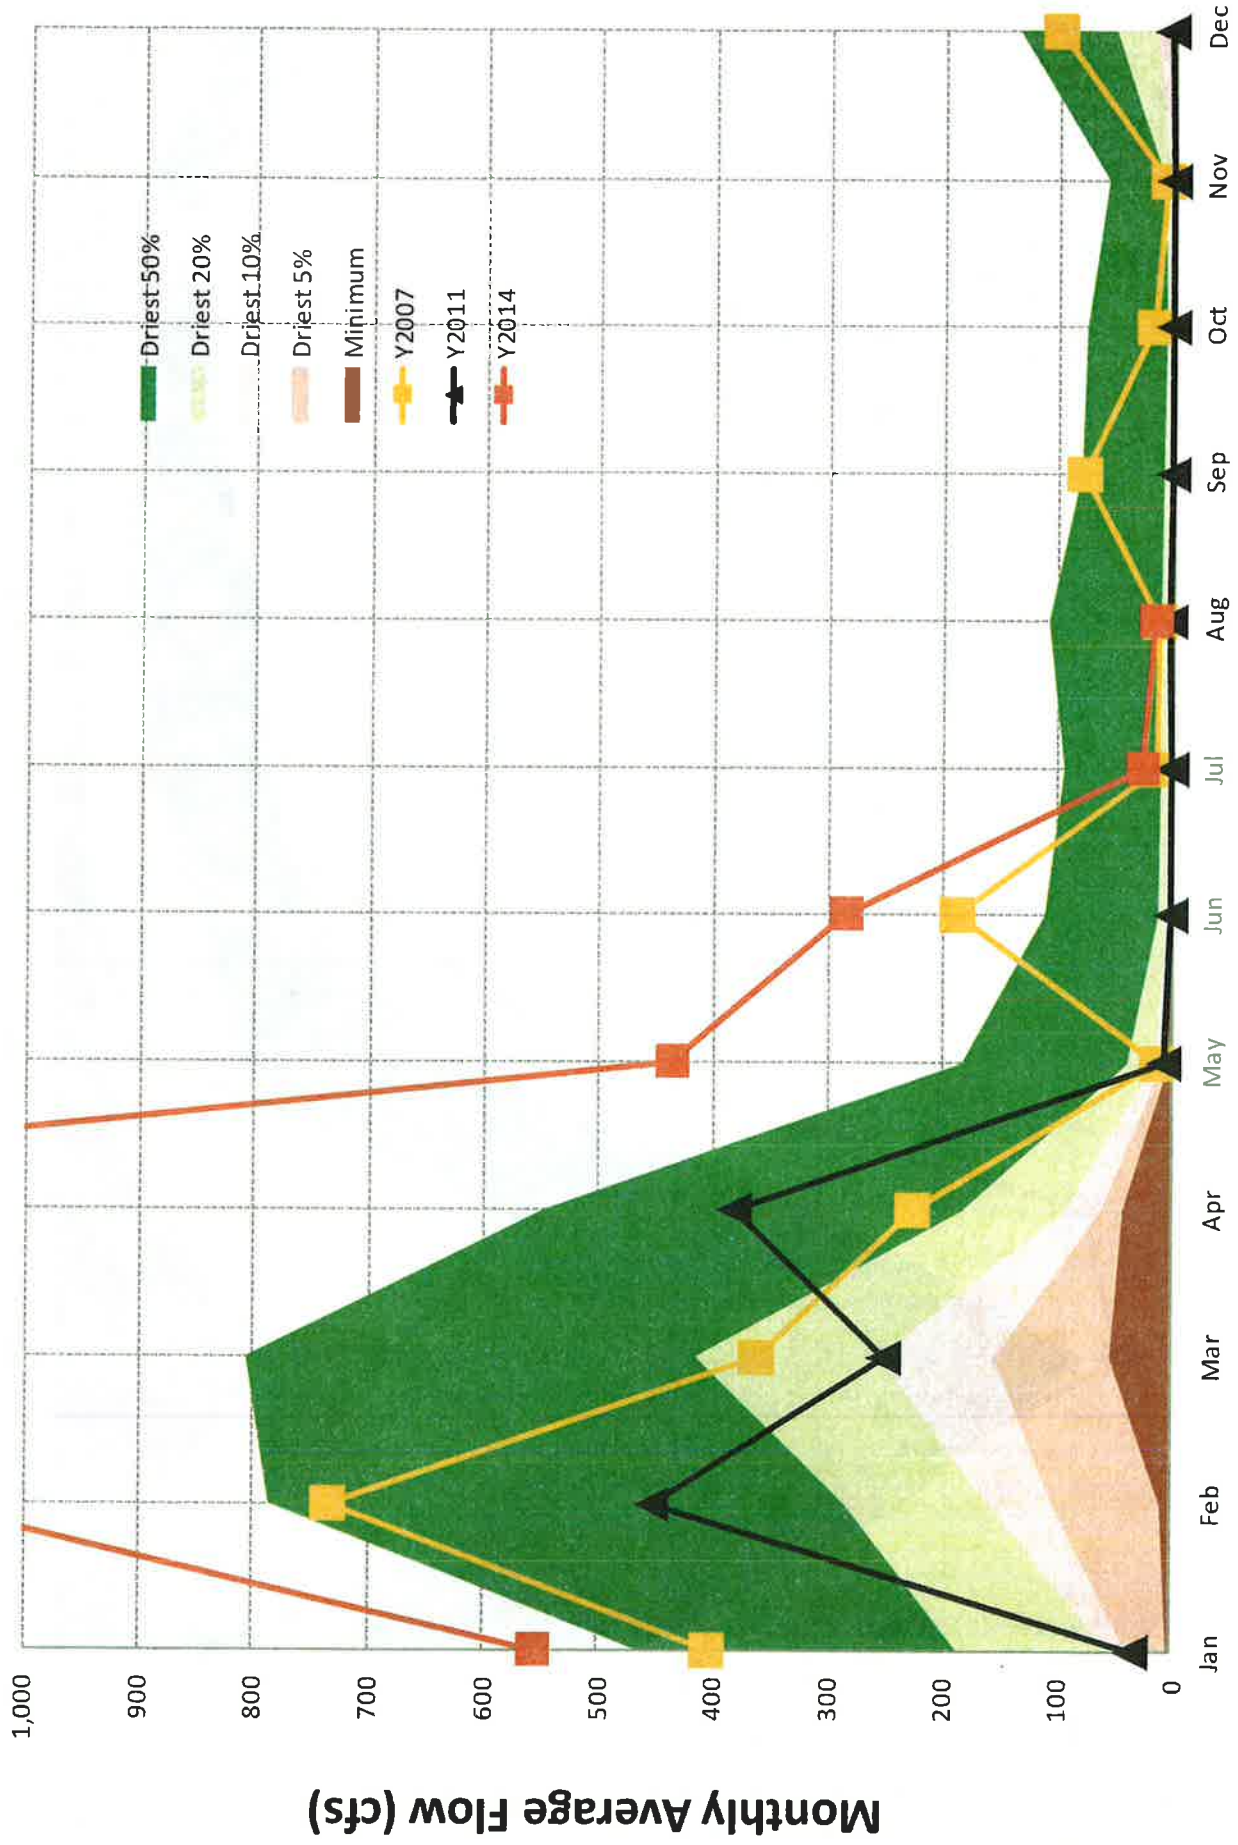 Monthly Average Flow (cfs)
1,000
900
800
700
600
500
400
300
200
100
0
Jan
Feb
Mar
Apr
May
Jun
Jul
Aug
Sep
Oct
Nov
Dec
Driest 50%
Driest 20%
Driest 10%
Driest 5%
Minimum
Y2007
Y2011
Y2014